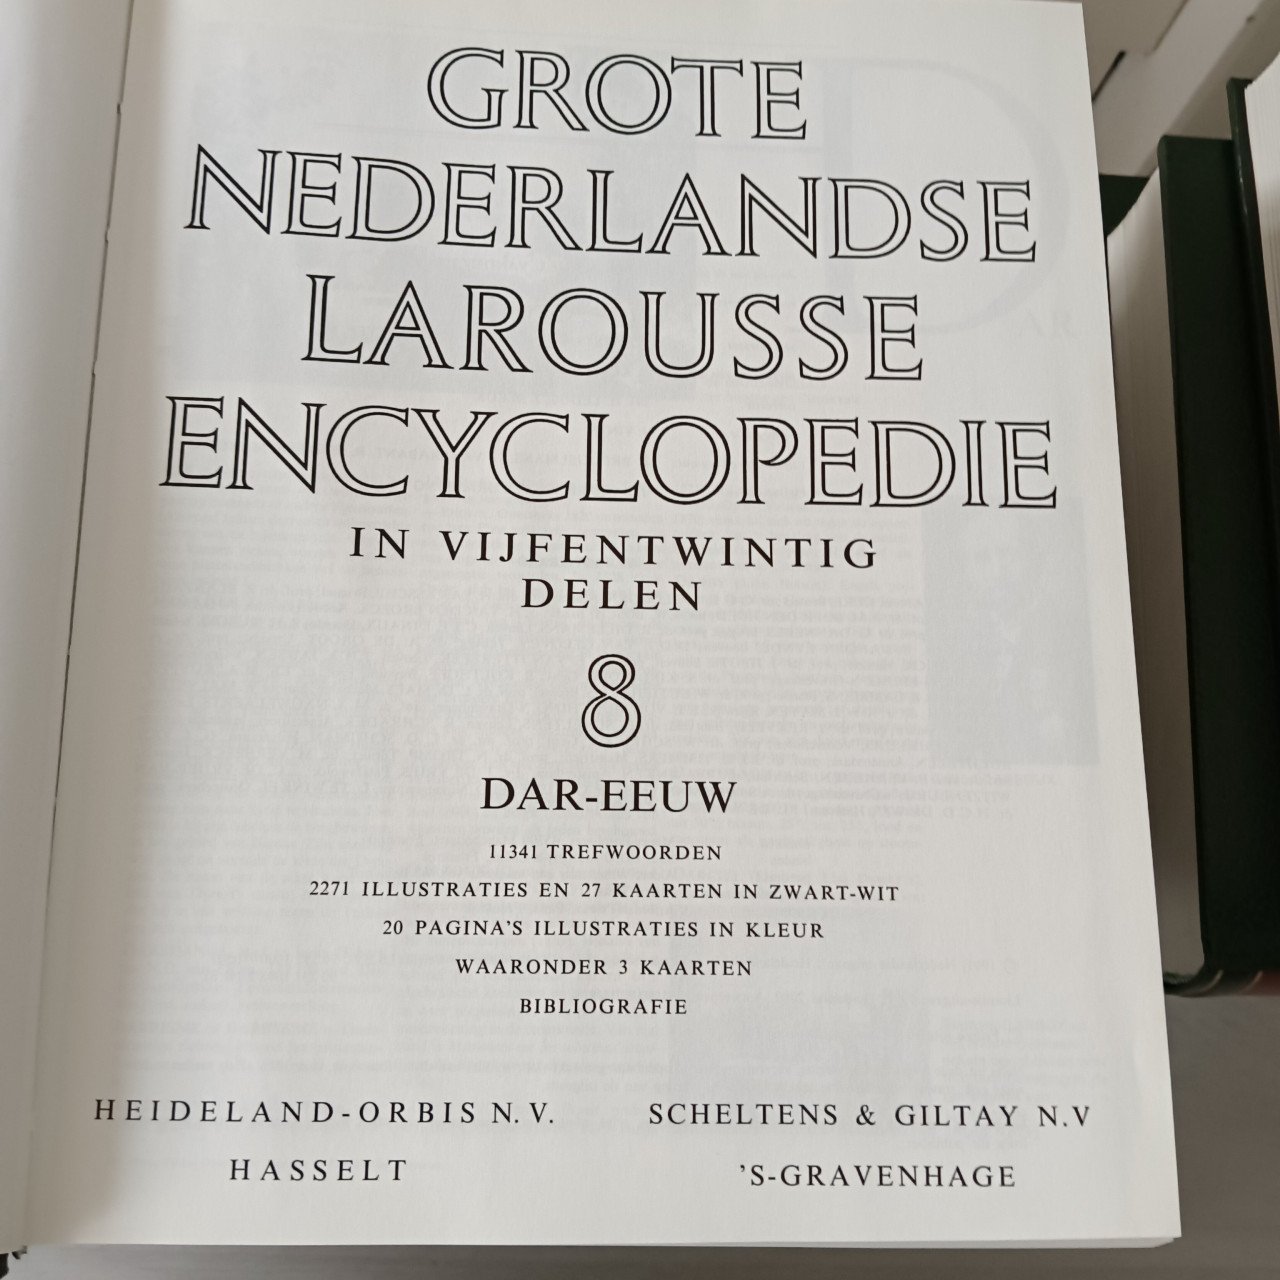 GROTE
NEDERLANDSE
LAROUSSE
ENCYCLOPEDIE
IN VIJFENTWINTIG
DELEN
8
DAR-EEUW
11341 TREFWOORDEN
2271 ILLUSTRATIES EN 27 KAARTEN IN ZWART-WIT
20 PAGINA'S ILLUSTRATIES IN KLEUR
WAARONDER 3 KAARTEN
BIBLIOGRAFIE
HEIDELAND-ORBIS N.V.
HASSELT
SCHELTENS & GILTAY N.V
'S-GRAVENHAGE